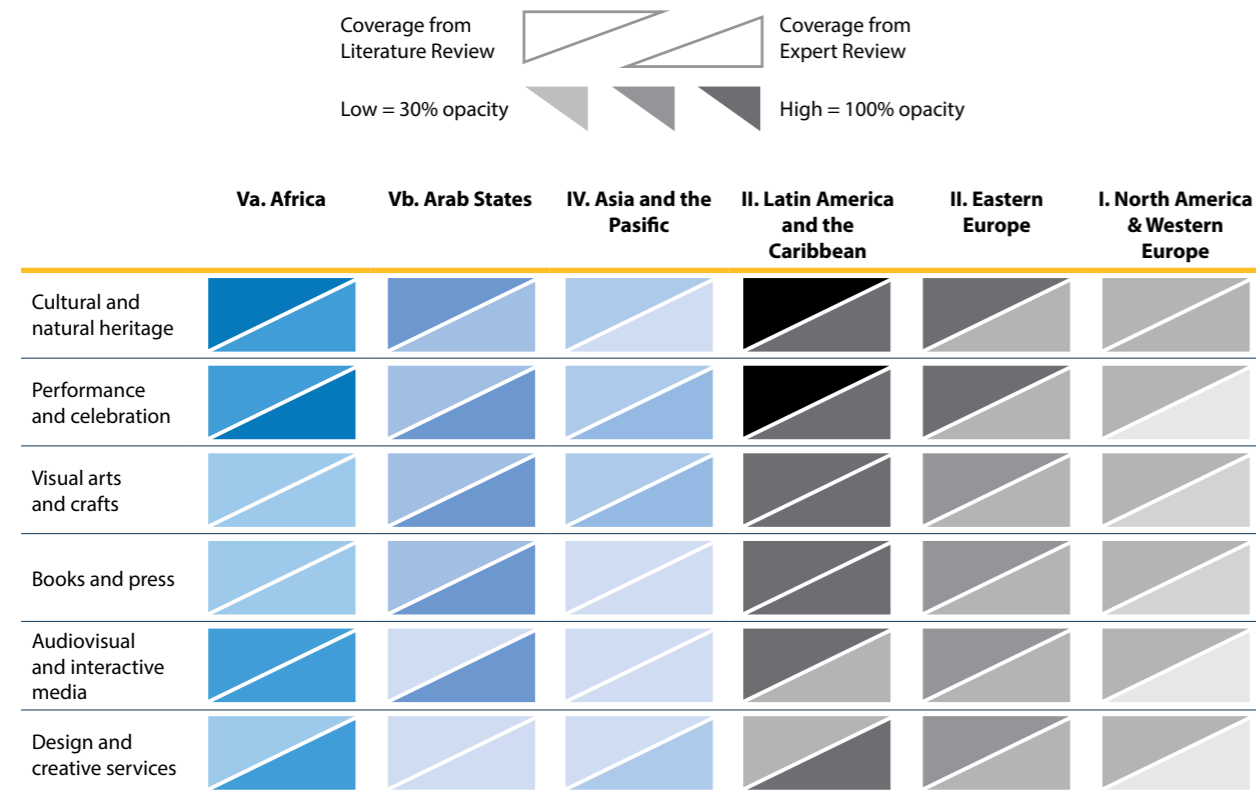 Coverage from
Literature Review
Coverage from
Expert Review
Low = 30% opacity
High = 100% opacity
Va. Africa
Vb. Arab States
IV. Asia and the
Pasific
II. Latin America
and the
Caribbean
II. Eastern
Europe
I. North America
& Western
Europe
Cultural and
natural heritage
Performance
and celebration
Visual arts
and crafts
Books and press
Audiovisual
and interactive
media
Design and
creative services